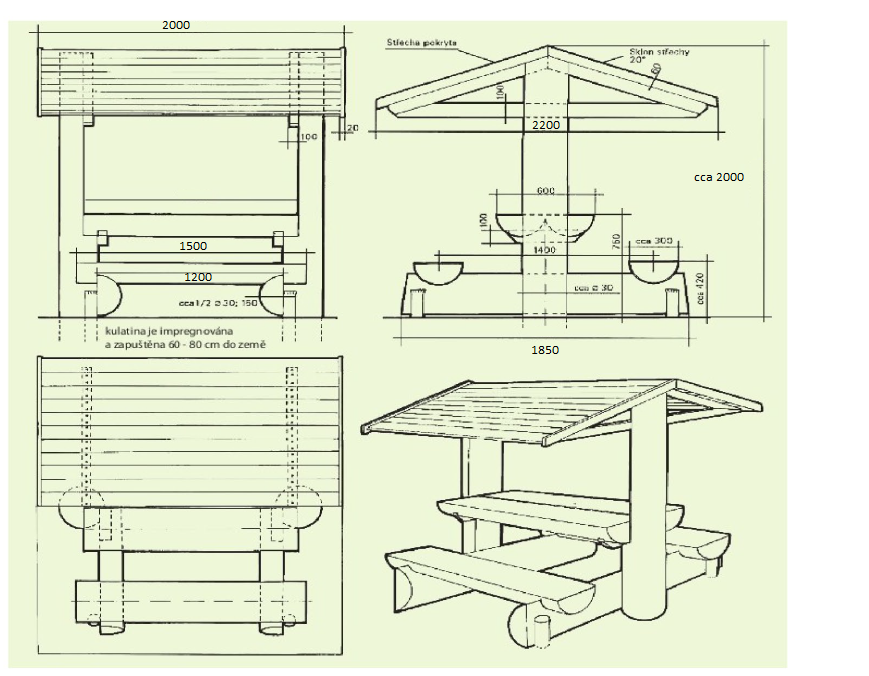 2000
Střecha pokryta
Sklon střechy
20°
60
100
20
100
2200
cca 2000
600
100
760
cca 300
1500
1400
1200
cca 1/2 ⌀ 30; 150
ccn ⌀ 30
ccn 420
kulatina je impregnována
a zapuštěna 60 - 80 cm do země
1850